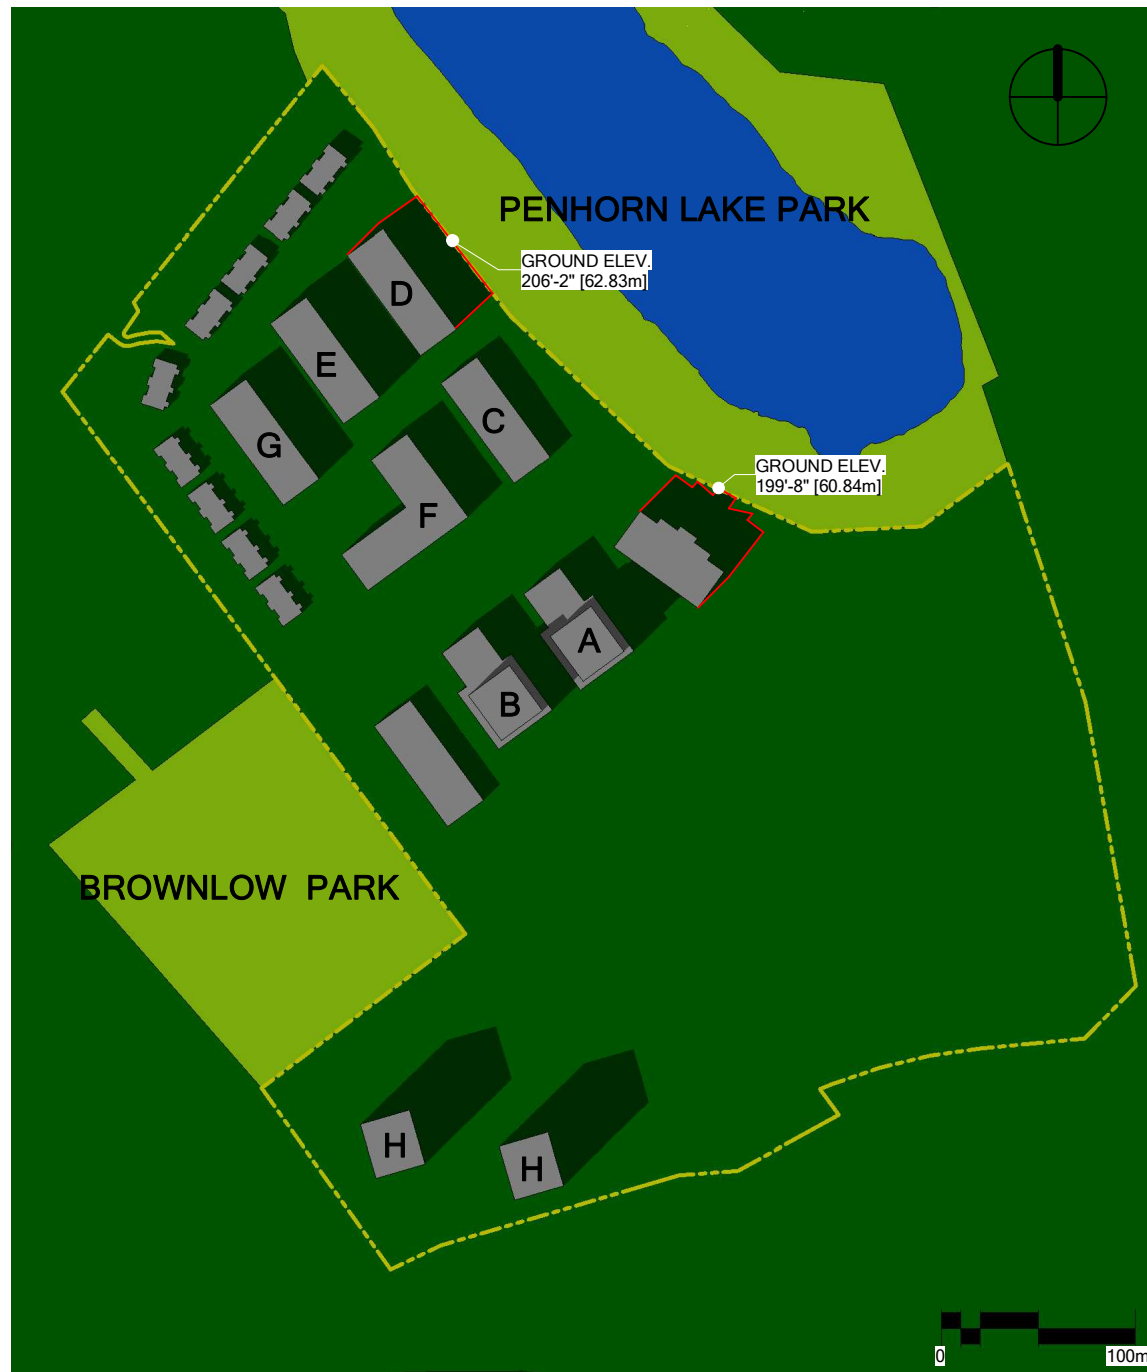 PENHORN LAKE PARK
GROUND ELEV.
206'-2" [62.83m]
D
E
C
G
GROUND ELEV.
199'-8" [60.84m]
F
A
B
BROWNLOW PARK
H
H
0
100m